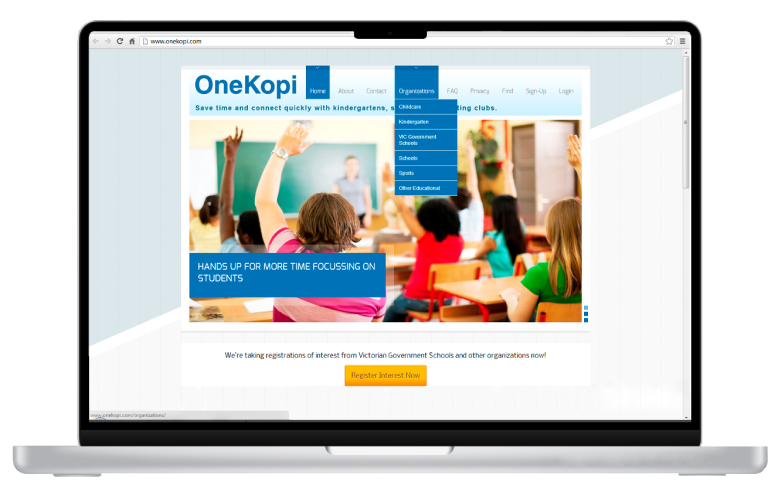 www.onekopi.com
OneKopi
Home About Contact Organizations FAQ Privacy Find Sign-Up Login
Save time and connect quickly with kindergartens, s ting clubs.
Childcare
Kindergarten
VIC Government
Schools
Schools
Sports
Other Educational
HANDS UP FOR MORE TIME FOCUSSING ON
STUDENTS
We're taking registrations of interest from Victorian Government Schools and other organizations now!
Register Interest Now
www.onekopi.com/organizations/